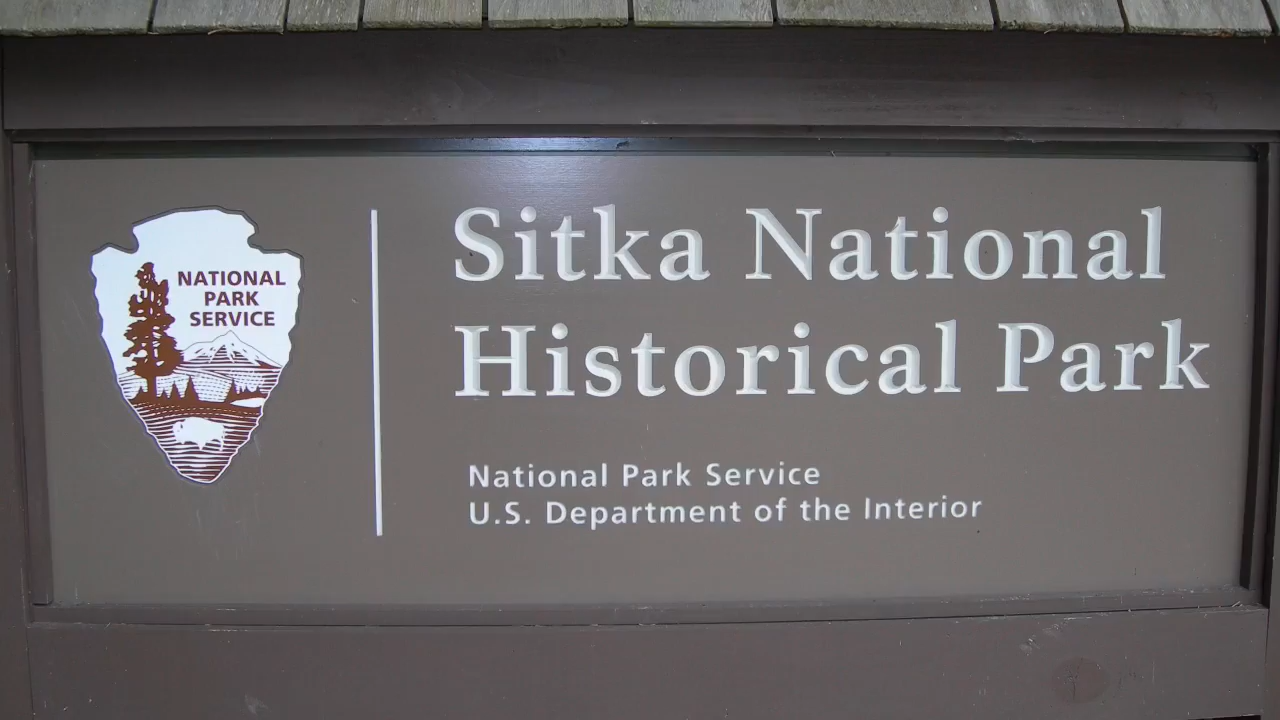 NATIONAL
PARK
SERVICE
Sitka National
Historical Park
National Park Service
U.S. Department of the Interior